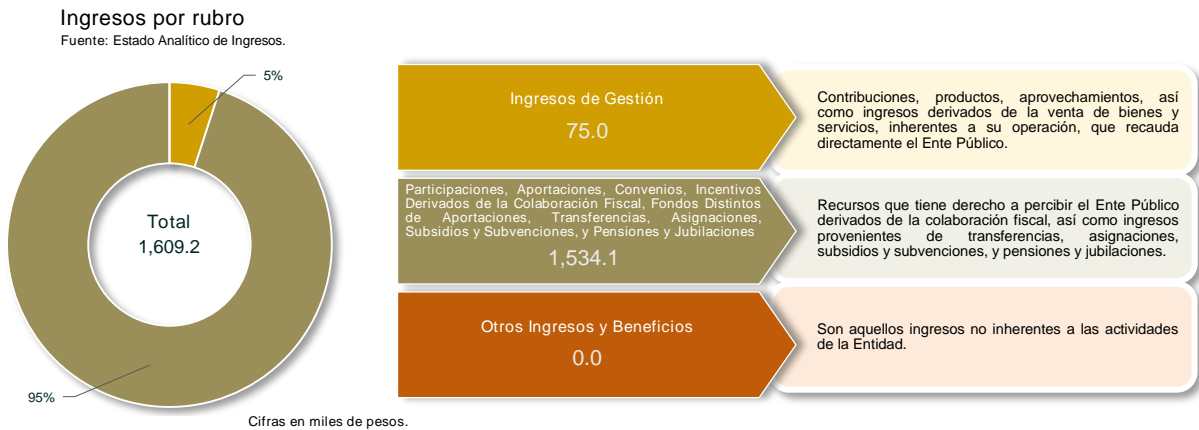 Ingresos por rubro
Fuente: Estado Analítico de Ingresos.
5%
Total
1,609.2
95%
Cifras en miles de pesos.
Ingresos de Gestión
75.0
Contribuciones, productos, aprovechamientos, así
como ingresos derivados de la venta de bienes y
servicios, inherentes a su operación, que recauda
directamente el Ente Público.
Participaciones, Aportaciones, Convenios, Incentivos
Derivados de la Colaboración Fiscal, Fondos Distintos
de Aportaciones, Transferencias, Asignaciones,
Subsidios y Subvenciones, y Pensiones y Jubilaciones
1,534.1
Recursos que tiene derecho a percibir el Ente Público
derivados de la colaboración fiscal, así como ingresos
provenientes de transferencias, asignaciones,
subsidios y subvenciones, y pensiones y jubilaciones.
Otros Ingresos y Beneficios
0.0
Son aquellos ingresos no inherentes a las actividades
de la Entidad.